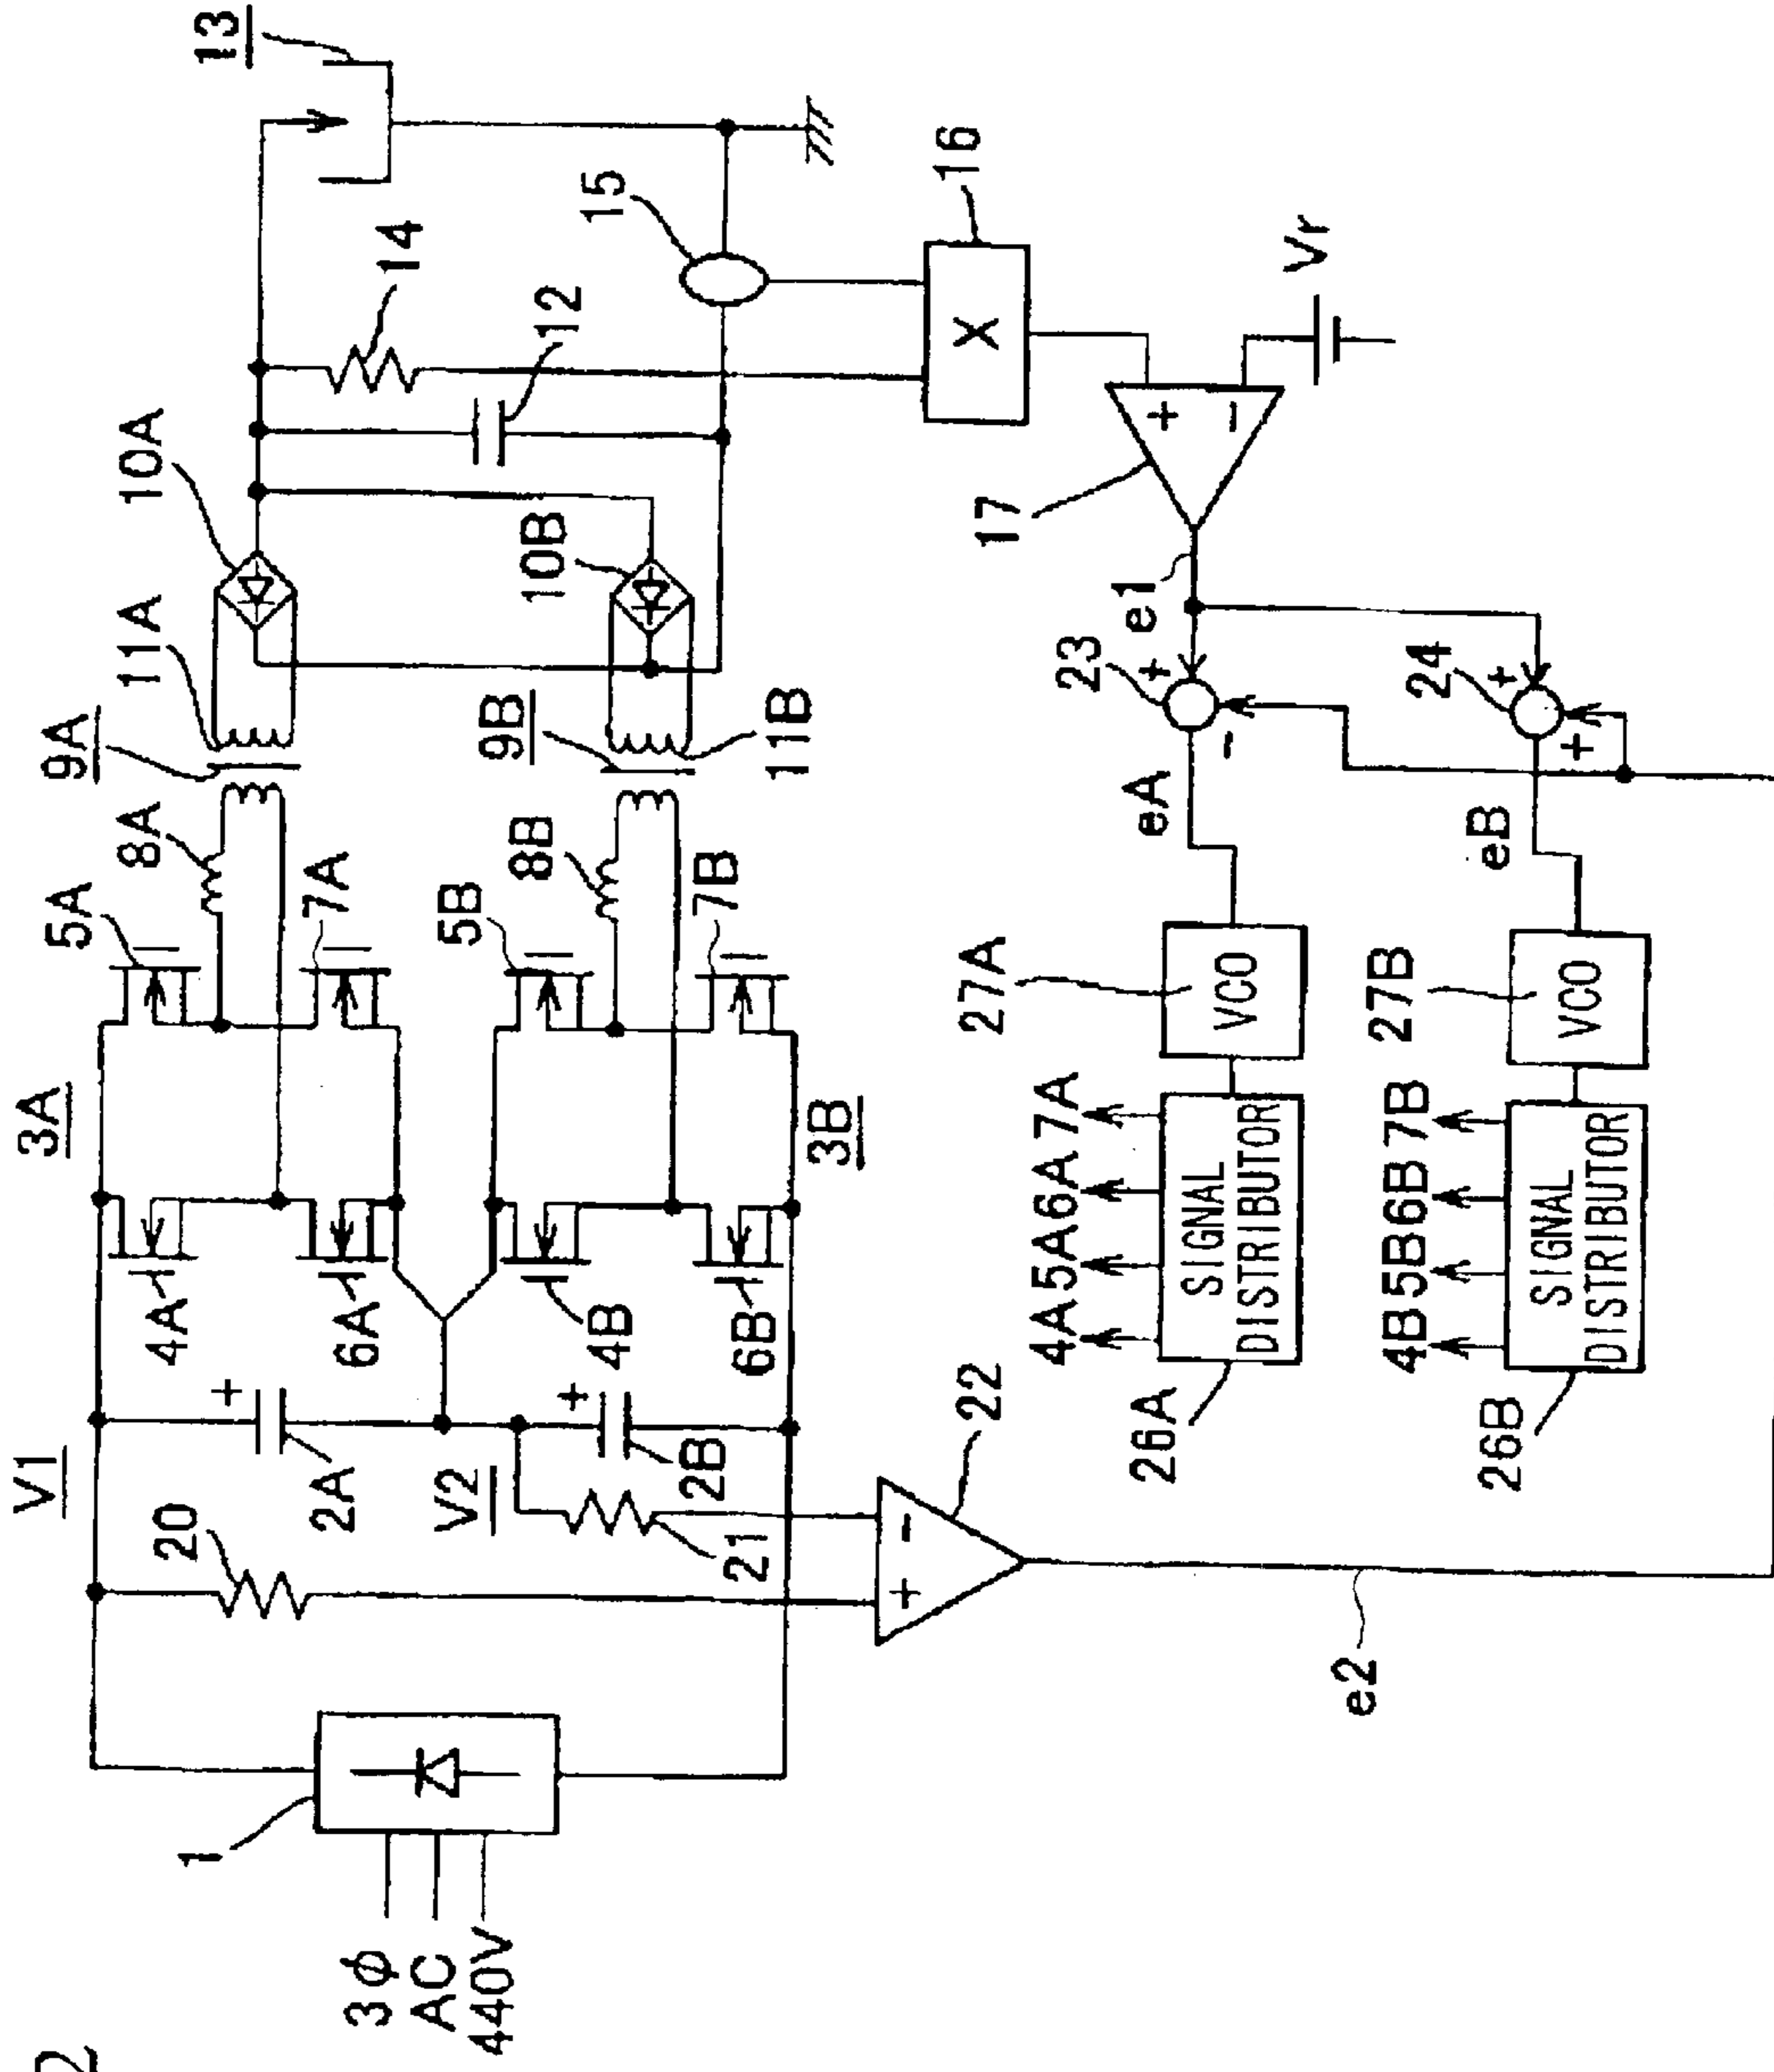 2
3φ
AC
440V
1
V1
20
2A
V2
2B
21
22
e2
3A
4A
5A
6A
7A
8A
9A
11A
10A
3B
4B
5B
6B
7B
8B
9B
11B
10B
12
14
13
15
16
X
Vr
17
+
−
e1
23
+
-
24
+
+
eA
eB
27A
VCO
27B
VCO
4A 5A 6A 7A
SIGNAL
DISTRIBUTOR
26A
4B 5B 6B 7B
SIGNAL
DISTRIBUTOR
26B
+
+
+
-